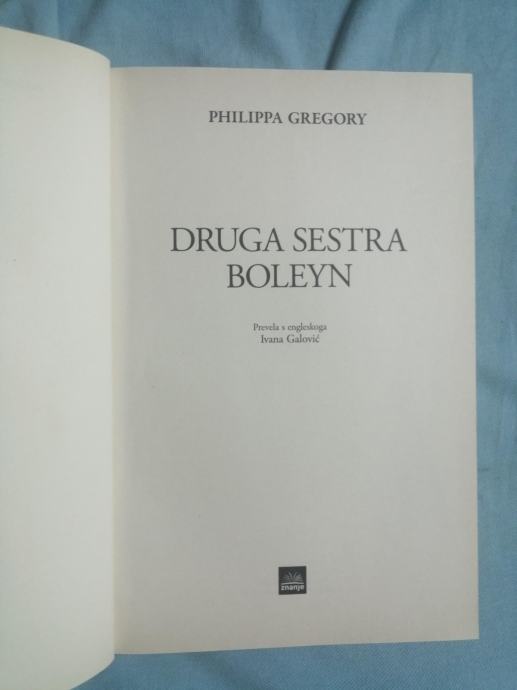 PHILIPPA GREGORY
DRUGA SESTRA
BOLEYN
Prevela s engleskoga
Ivana Galović
znanje